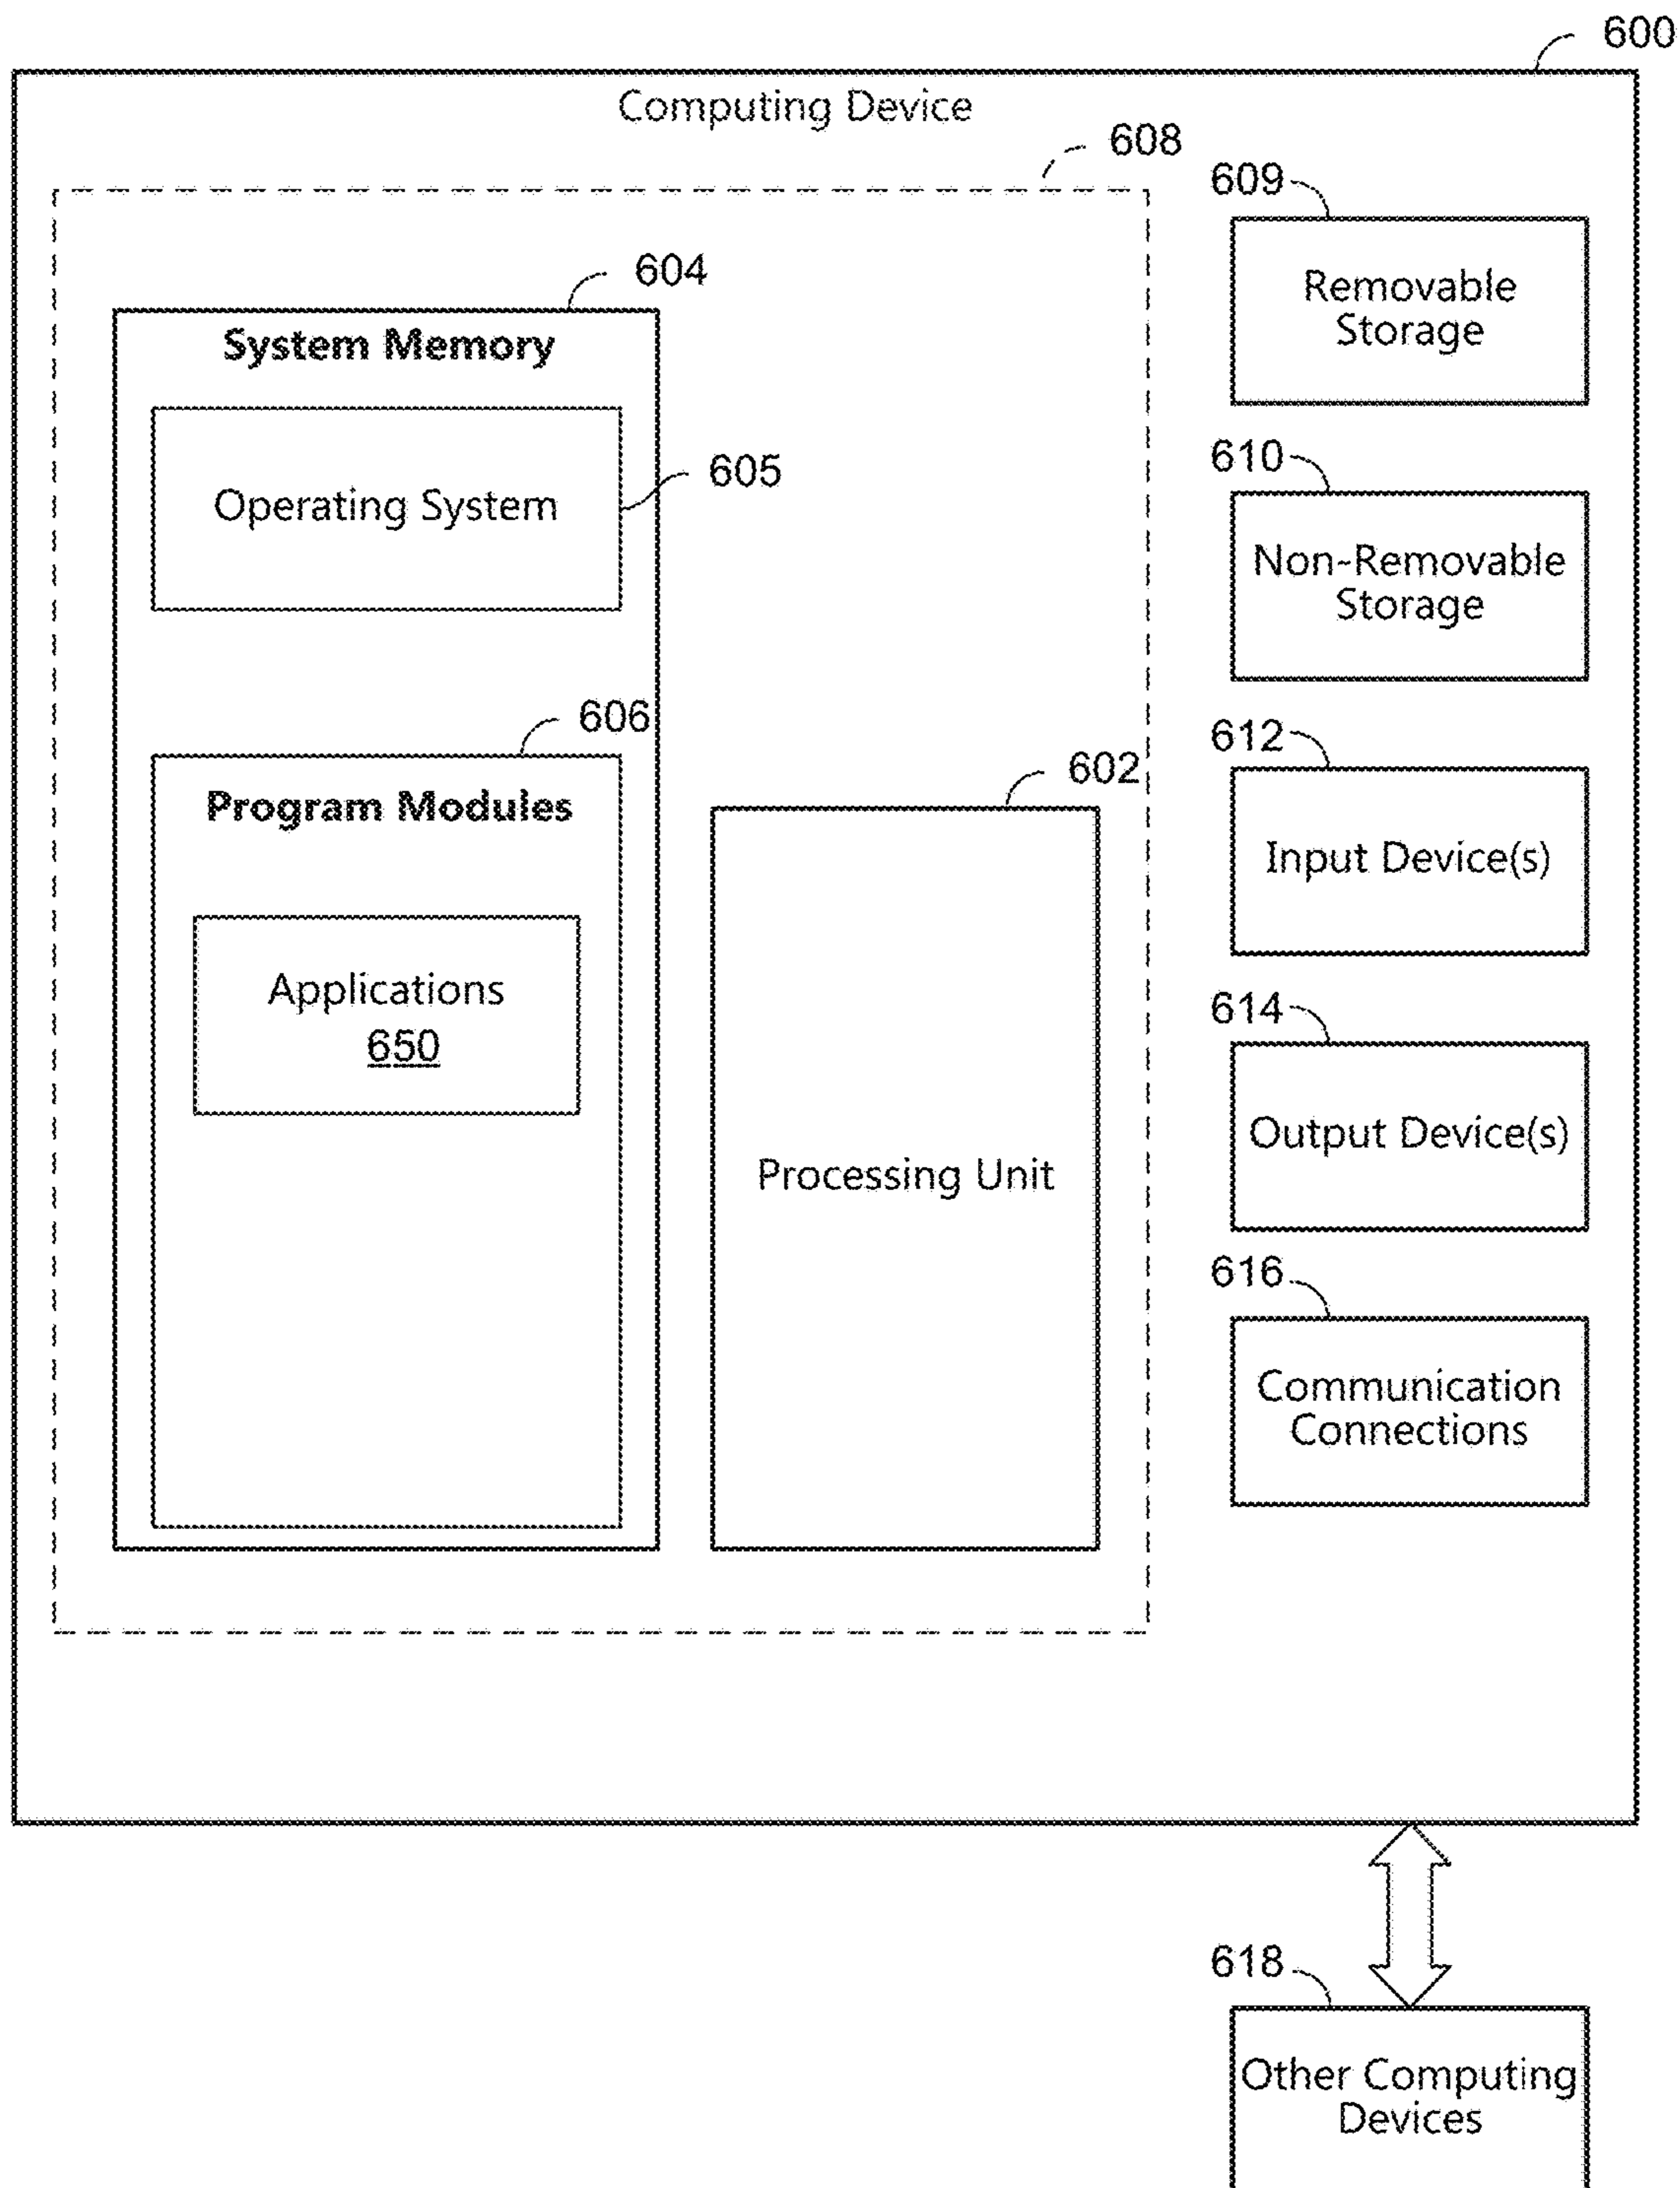 600
Computing Device
608
609
Removable
Storage
604
System Memory
Operating System
605
610
Non-Removable
Storage
606
Program Modules
Applications
650
602
Processing Unit
612
Input Device(s)
614
Output Device(s)
616
Communication
Connections
618
Other Computing
Devices